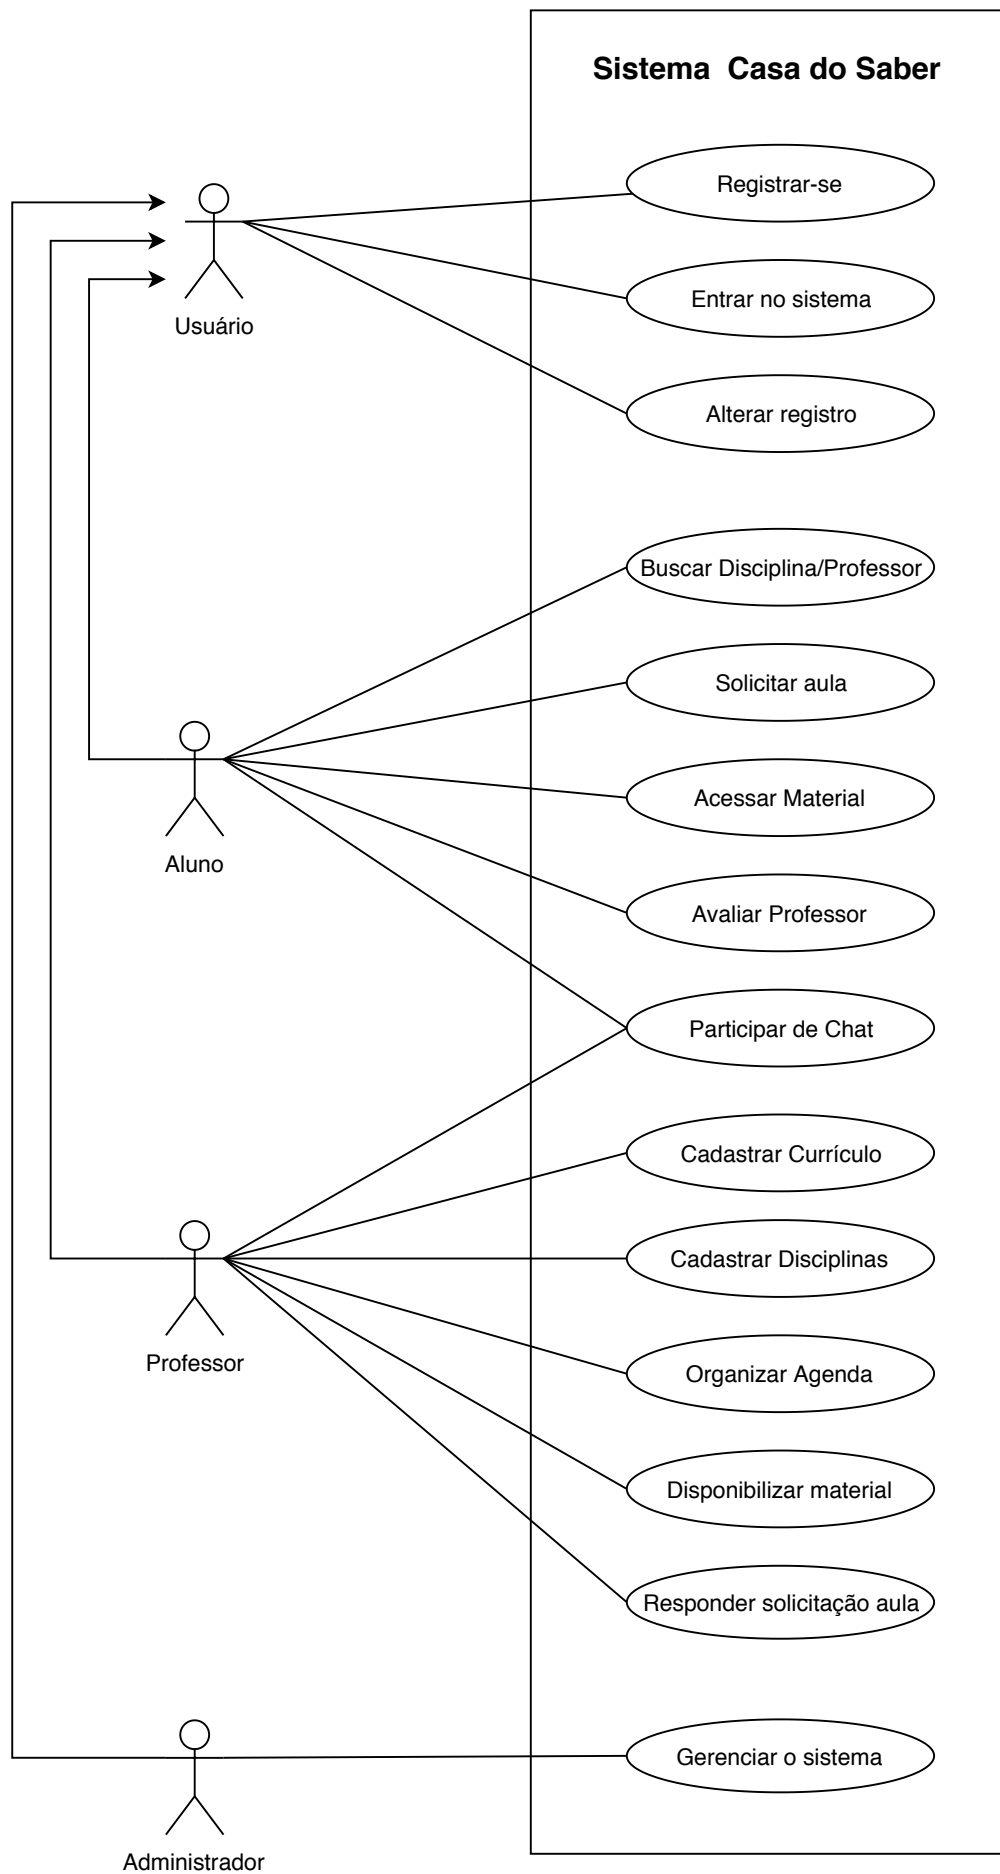 Sistema  Casa do Saber
Registrar-se
Entrar no sistema
Usuário
Alterar registro
Buscar Disciplina/Professor
Solicitar aula
Acessar Material
Aluno
Avaliar Professor
Participar de Chat
Cadastrar Currículo
Cadastrar Disciplinas
Professor
Organizar Agenda
Disponibilizar material
Responder solicitação aula
Gerenciar o sistema
Administrador